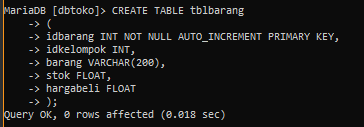 MariaDB [dbtoko]> CREATE TABLE tblbarang
    -> (
    -> idbarang INT NOT NULL AUTO_INCREMENT PRIMARY KEY,
    -> idkelompok INT,
    -> barang VARCHAR(200),
    -> stok FLOAT,
    -> hargabeli FLOAT
    -> );
Query OK, 0 rows affected (0.018 sec)